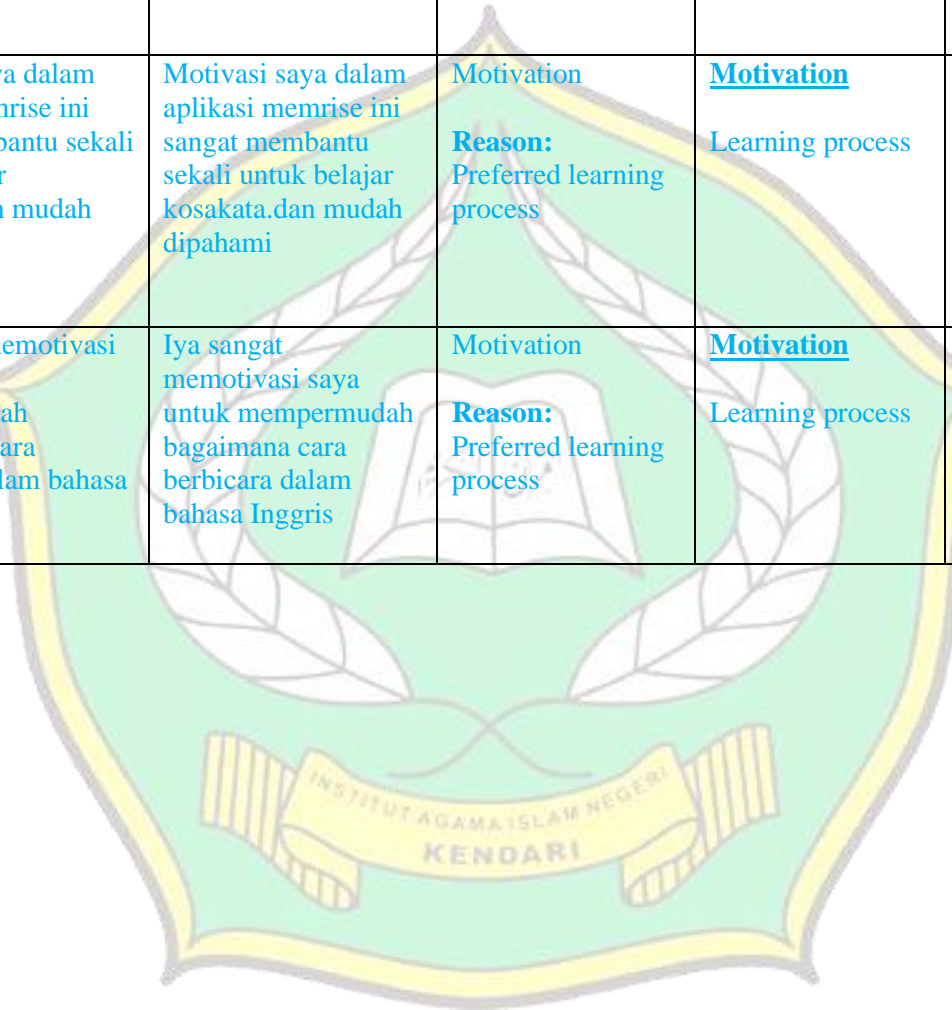 a dalam
rise ini
bantu sekali
r
n mudah
Motivasi saya dalam
aplikasi memrise ini
sangat membantu
sekali untuk belajar
kosakata.dan mudah
dipahami
Motivation
Reason:
Preferred learning
process
Motivation
Learning process
emotivasi
ah
ara
lam bahasa
Iya sangat
memotivasi saya
untuk mempermudah
bagaimana cara
berbicara dalam
bahasa Inggris
Motivation
Reason:
Preferred learning
process
Motivation
Learning process
INSTITUT AGAMA ISLAM NEGERI
KENDARI